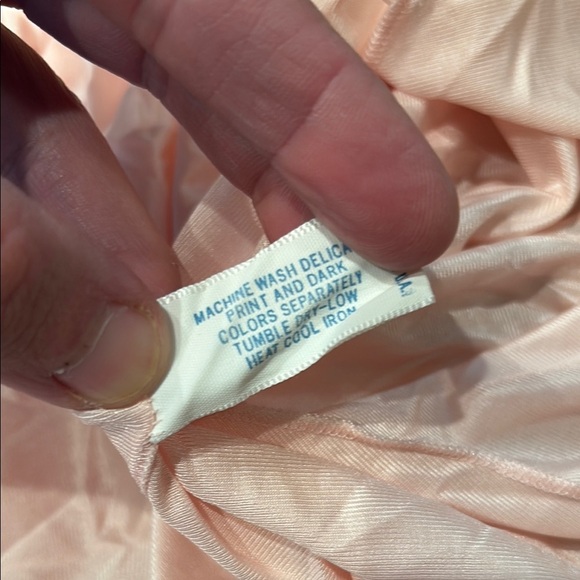 MACHINE WASH DELICA
PRINT AND DARK
COLORS SEPARATELY
TUMBLE DRY-LOW
HEAT COOL IRON